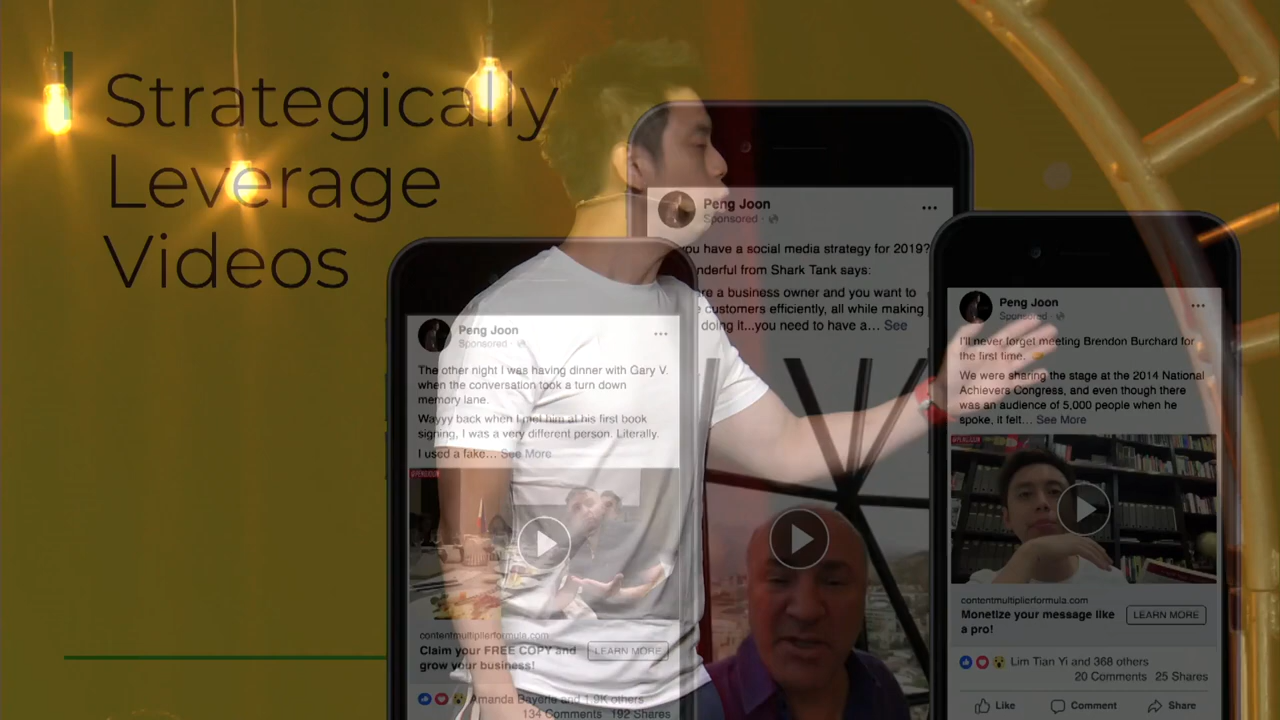 Strategically
Leverage
Videos
Peng Joon
Sponsored
you have a social media strategy for 2019?
from Shark Tank says:
a business owner and you want to
customers efficiently, all while making
doing it...you need to have a... See
Peng Joon
Sponsored
The other night I was having dinner with Gary V.
when the conversation took a turn down
memory lane.
Wayyy back when I met him at his first book
signing, I was a very different person. Literally.
I used a fake... See More
contentmultiplierformula.com
Claim your FREE COPY and
grow your business!
LEARN MORE
Amanda Bayerle and 1.9K others
134 Comments 192 Shares
Peng Joon
Sponsored
I'll never forget meeting Brendon Burchard for
the first time.
We were sharing the stage at the 2014 National
Achievers Congress, and even though there
was an audience of 5,000 people when he
spoke, it felt... See More
contentmultiplierformula.com
Monetize your message like
a pro!
LEARN MORE
Lim Tian Yi and 368 others
20 Comments 25 Shares
Like Comment Share